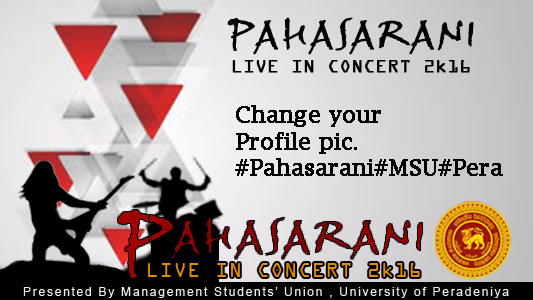 PAHASARANI
LIVE IN CONCERT 2K16
Change your
Profile pic.
#Pahasarani#MSU#Pera
PAHASARANI
LIVE IN CONCERT 2K16
Presented By Management Students' Union , University of Peradeniya